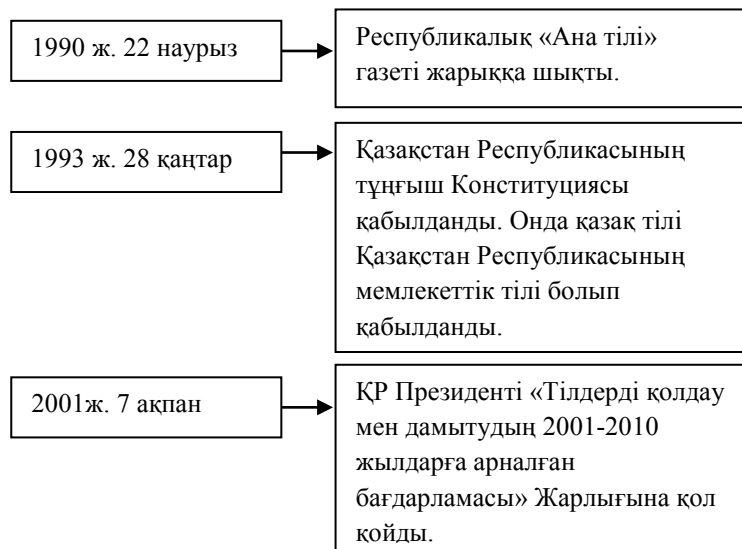 1990 ж. 22 наурыз
Республикалық «Ана тілі»
газеті жарыққа шықты.
1993 ж. 28 қаңтар
Қазақстан Республикасының
тұңғыш Конституциясы
қабылданды. Онда қазақ тілі
Қазақстан Республикасының
мемлекеттік тілі болып
қабылданды.
2001ж. 7 ақпан
ҚР Президенті «Тілдерді қолдау
мен дамытудың 2001-2010
жылдарға арналған
бағдарламасы» Жарлығына қол
қойды.